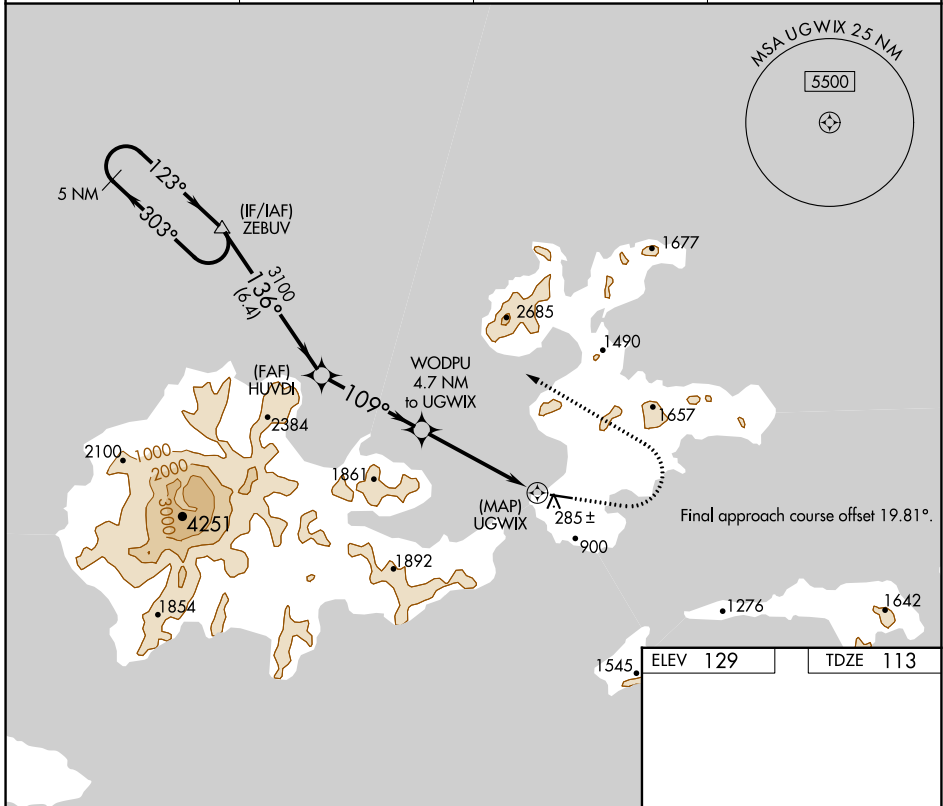 MSA UGWIX 25 NM
5500
123°
5 NM
303°
(IF/IAF)
ZEBUV
3100
136°
(6.4)
1677
2685
1490
(FAF)
HUVDI
WODPU
4.7 NM
to UGWIX
109°
2384
1657
2100
1000
2000
3000
1861
4251
(MAP)
UGWIX
285 ±
Final approach course offset 19.81°.
900
1892
1854
1276
1642
1545
ELEV 129
TDZE 113